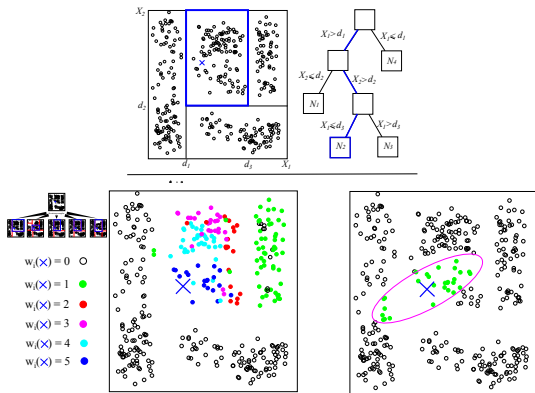 X₂
d₂
d₁
d₃
X₁
X₁>d₁
X₁⩽d₁
X₂⩽d₂
X₂>d₂
N₄
N₁
X₁⩽d₃
X₁>d₃
N₂
N₃
wᵢ(×) = 0
wᵢ(×) = 1
wᵢ(×) = 2
wᵢ(×) = 3
wᵢ(×) = 4
wᵢ(×) = 5